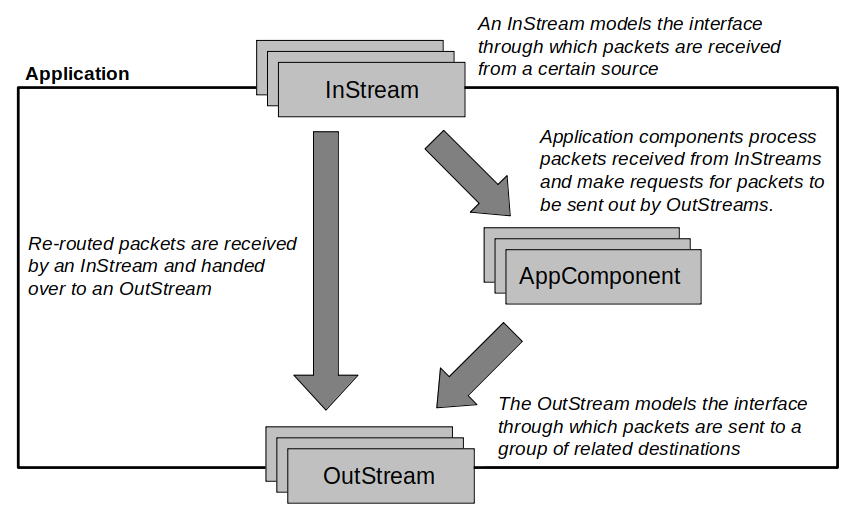 An InStream models the interface
through which packets are received
from a certain source
Application
InStream
Application components process
packets received from InStreams
and make requests for packets to
be sent out by OutStreams.
Re-routed packets are received
by an InStream and handed
over to an OutStream
AppComponent
The OutStream models the interface
through which packets are sent to a
group of related destinations
OutStream